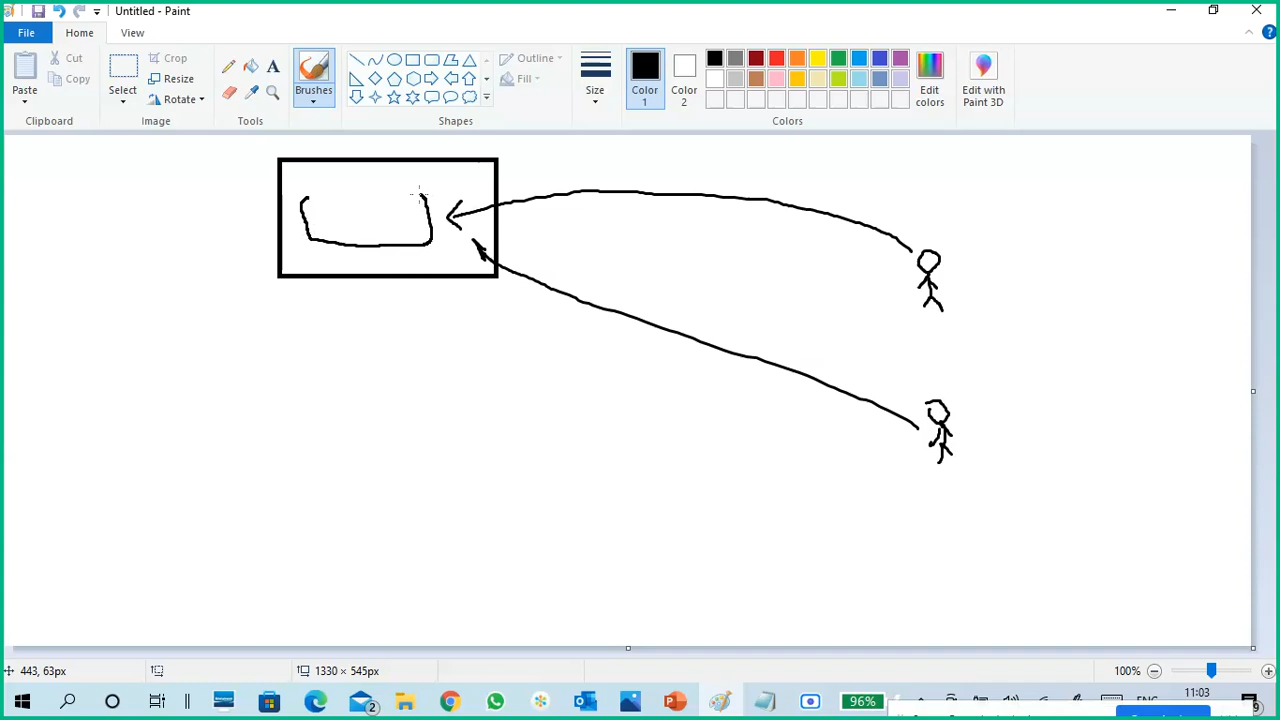 Untitled - Paint
File
Home
View
Paste
Cut
Copy
Clipboard
Select
Crop
Resize
Rotate
Image
Tools
Brushes
Shapes
Outline
Fill
Size
Color 1
Color 2
Edit colors
Edit with Paint 3D
Colors
443, 63px
1330 × 545px
100%
2
96%
ENG
11:03